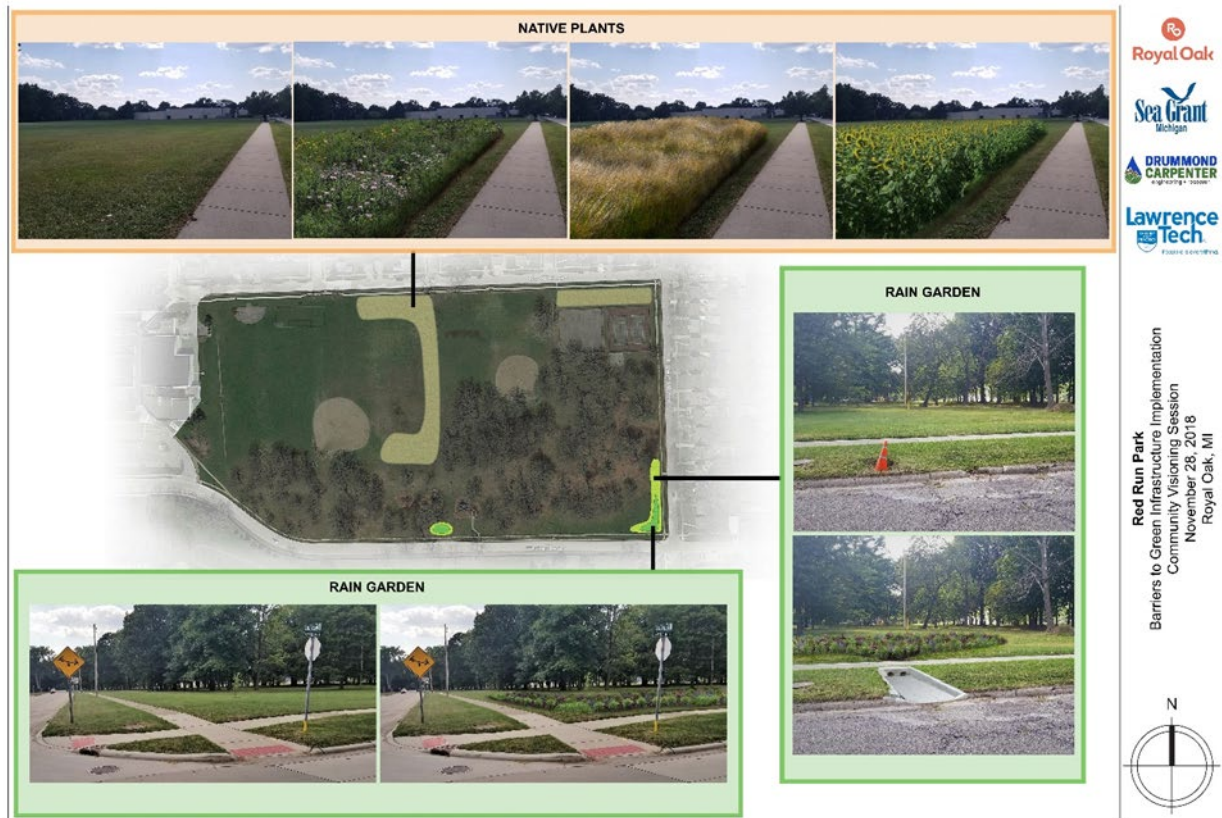 NATIVE PLANTS
RAIN GARDEN
RAIN GARDEN
Royal Oak
Sea Grant
Michigan
DRUMMOND
CARPENTER
Lawrence
Tech
Red Run Park
Barriers to Green Infrastructure Implementation
Community Visioning Session
November 28, 2018
Royal Oak, MI
N